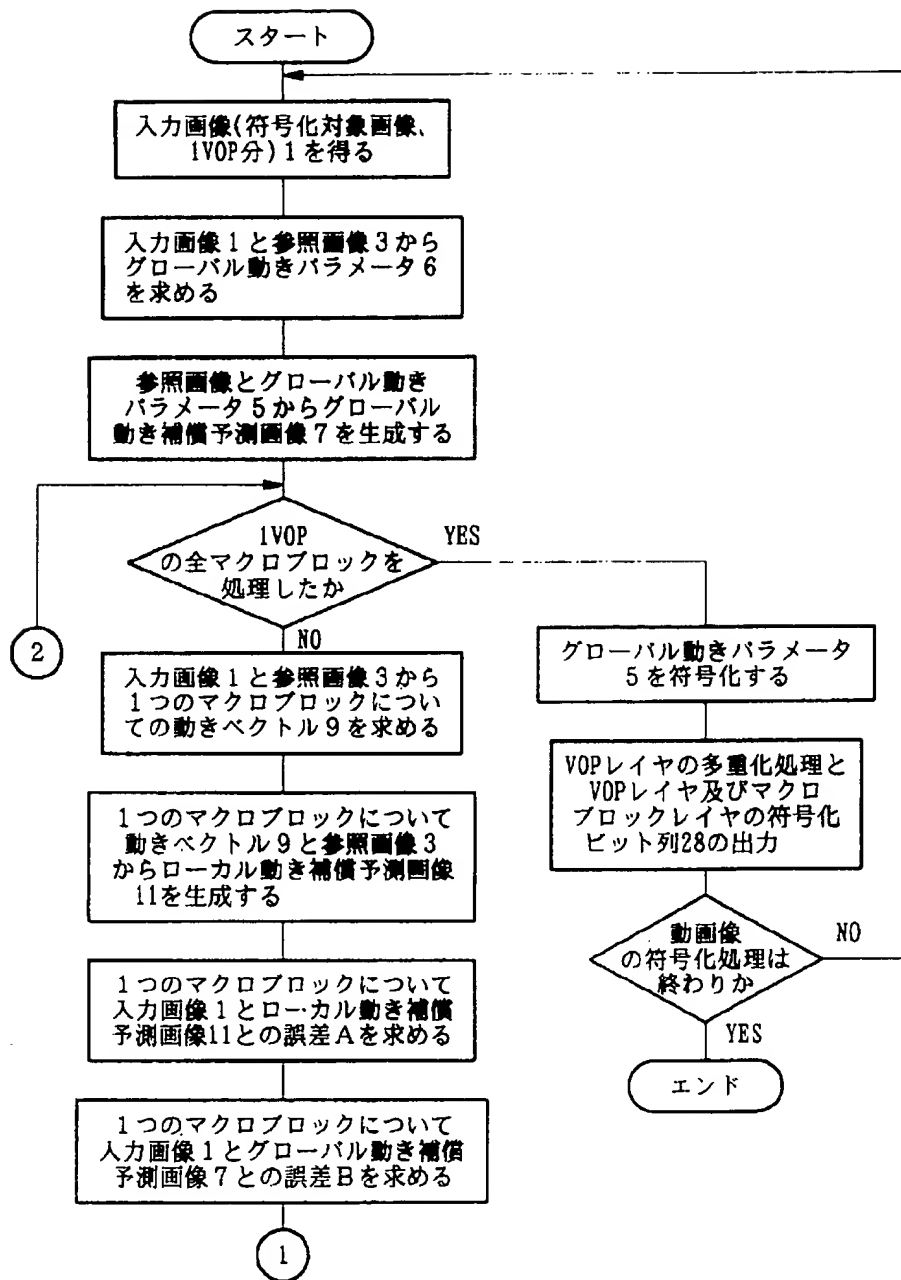 スタート
入力画像(符号化対象画像、
1VOP分)1を得る
入力画像1と参照画像3から
グローバル動きパラメータ6
を求める
参照画像とグローバル動き
パラメータ5からグローバル
動き補償予測画像7を生成する
1VOP
の全マクロブロックを
処理したか
YES
NO
2
入力画像1と参照画像3から
1つのマクロブロックについ
ての動きベクトル9を求める
1つのマクロブロックについて
動きベクトル9と参照画像3
からローカル動き補償予測画像
11を生成する
1つのマクロブロックについて
入力画像1とローカル動き補償
予測画像11との誤差Aを求める
1つのマクロブロックについて
入力画像1とグローバル動き補償
予測画像7との誤差Bを求める
1
グローバル動きパラメータ
5を符号化する
VOPレイヤの多重化処理と
VOPレイヤ及びマクロ
ブロックレイヤの符号化
ビット列28の出力
動画像
の符号化処理は
終わりか
NO
YES
エンド